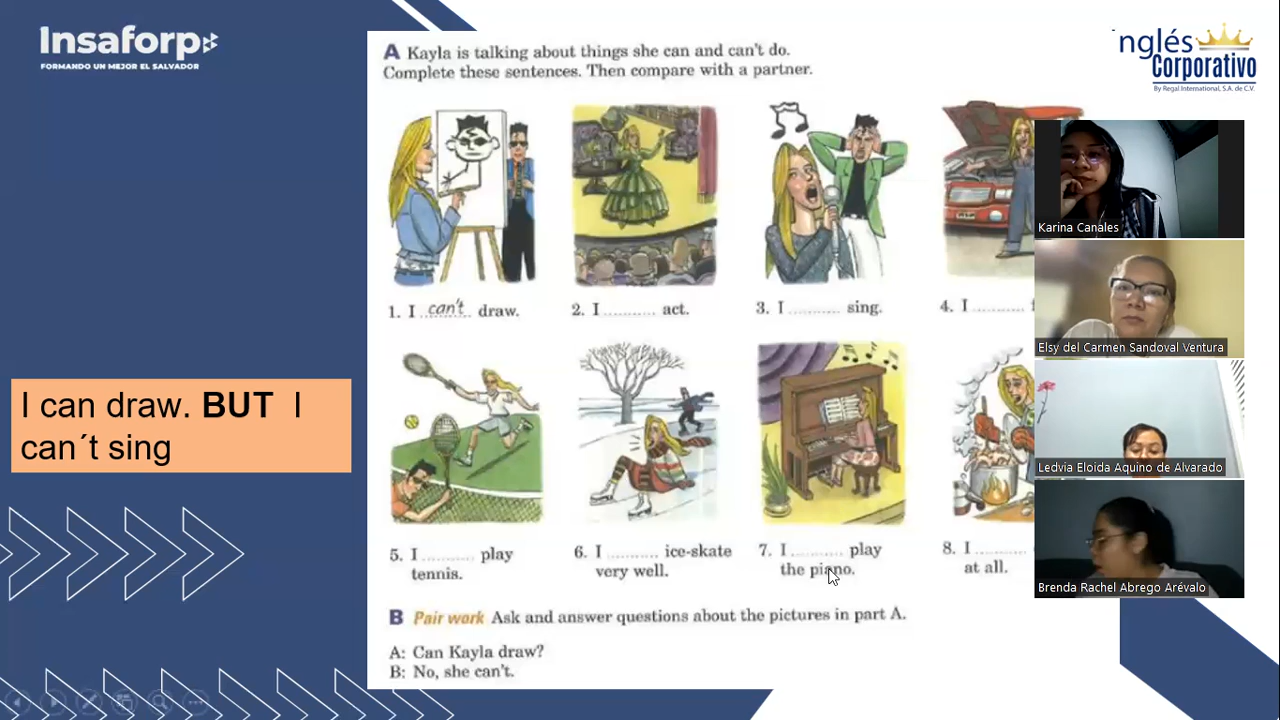 Insaforp
FORMANDO UN MEJOR EL SALVADOR
nglés
Corporativo
By Regal International, S.A. de C.V.
A Kayla is talking about things she can and can't do.
Complete these sentences. Then compare with a partner.
1. I can't draw.
2. I .......... act.
3. I .......... sing.
4. I ..........
5. I .......... play
tennis.
6. I .......... ice-skate
very well.
7. I .......... play
the piano.
8. I ..........
at all.
B Pair work Ask and answer questions about the pictures in part A.
A: Can Kayla draw?
B: No, she can't.
I can draw. BUT I
can´t sing
Karina Canales
Elsy del Carmen Sandoval Ventura
Ledvia Eloida Aquino de Alvarado
Brenda Rachel Abrego Arévalo